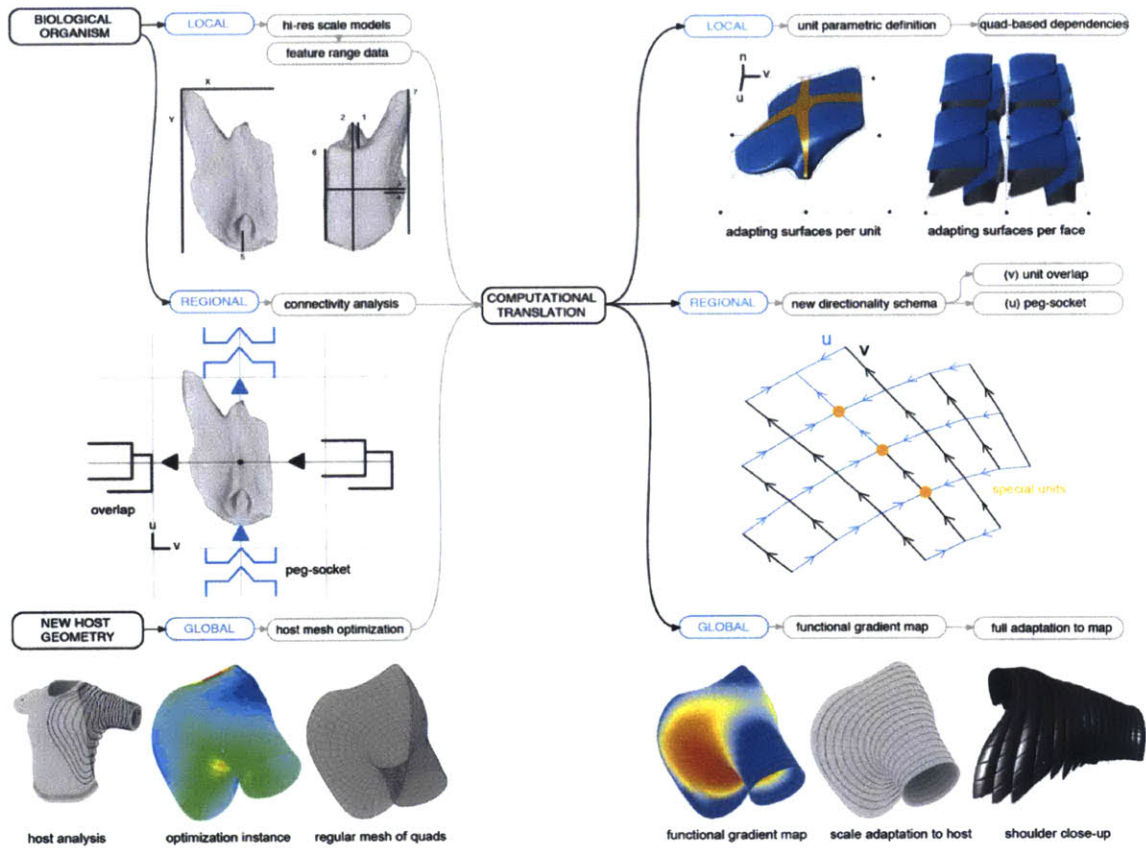 BIOLOGICAL
ORGANISM
LOCAL
hi-res scale models
feature range data
X
Y
5
2
1
7
6
REGIONAL
connectivity analysis
overlap
u
v
peg-socket
NEW HOST
GEOMETRY
GLOBAL
host mesh optimization
host analysis
optimization instance
regular mesh of quads
COMPUTATIONAL
TRANSLATION
LOCAL
unit parametric definition
quad-based dependencies
n
v
u
adapting surfaces per unit
adapting surfaces per face
REGIONAL
new directionality schema
(v) unit overlap
(u) peg-socket
u
v
special units
GLOBAL
functional gradient map
full adaptation to map
functional gradient map
scale adaptation to host
shoulder close-up